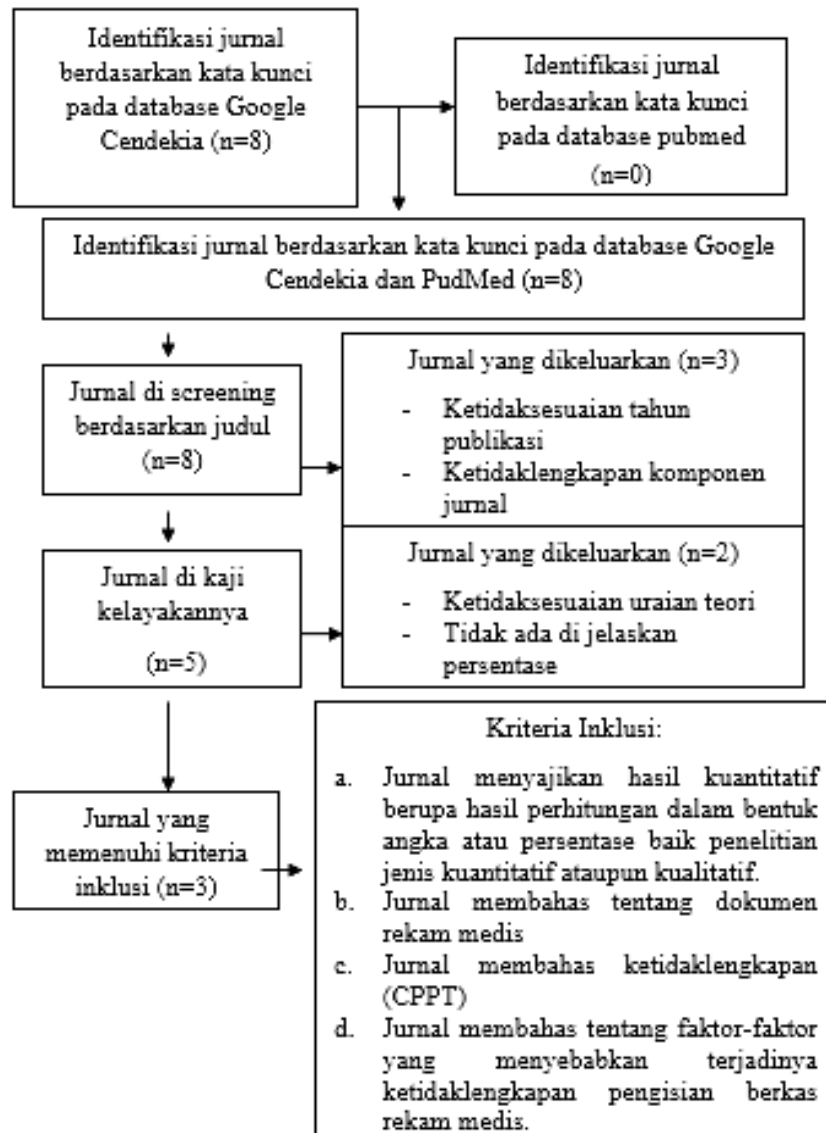 Identifikasi jurnal
berdasarkan kata kunci
pada database Google
Cendekia (n=8)
Identifikasi jurnal
berdasarkan kata kunci
pada database pubmed
(n=0)
Identifikasi jurnal berdasarkan kata kunci pada database Google
Cendekia dan PudMed (n=8)
Jurnal di screening
berdasarkan judul
(n=8)
Jurnal yang dikeluarkan (n=3)
- Ketidaksesuaian tahun
publikasi
- Ketidaklengkapan komponen
jurnal
Jurnal di kaji
kelayakannya
(n=5)
Jurnal yang dikeluarkan (n=2)
- Ketidaksesuaian uraian teori
- Tidak ada di jelaskan
persentase
Jurnal yang
memenuhi kriteria
inklusi (n=3)
Kriteria Inklusi:
a. Jurnal menyajikan hasil kuantitatif
berupa hasil perhitungan dalam bentuk
angka atau persentase baik penelitian
jenis kuantitatif ataupun kualitatif.
b. Jurnal membahas tentang dokumen
rekam medis
c. Jurnal membahas ketidaklengkapan
(CPPT)
d. Jurnal membahas tentang faktor-faktor
yang menyebabkan terjadinya
ketidaklengkapan pengisian berkas
rekam medis.